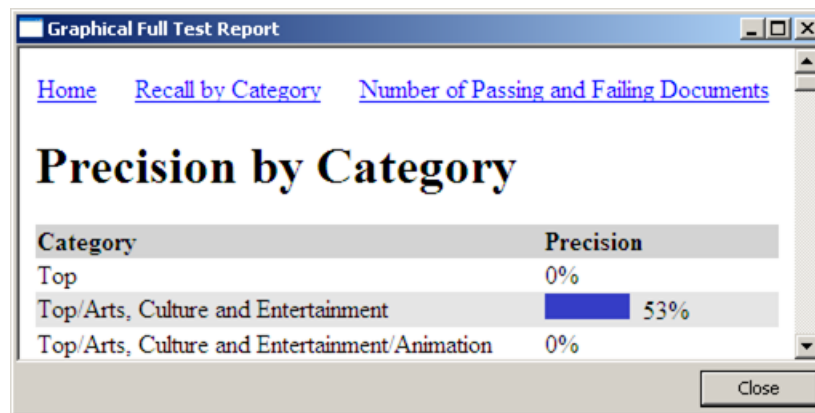 Graphical Full Test Report
Home Recall by Category Number of Passing and Failing Documents
Precision by Category
Category Precision
Top 0%
Top/Arts, Culture and Entertainment 53%
Top/Arts, Culture and Entertainment/Animation 0%
Close